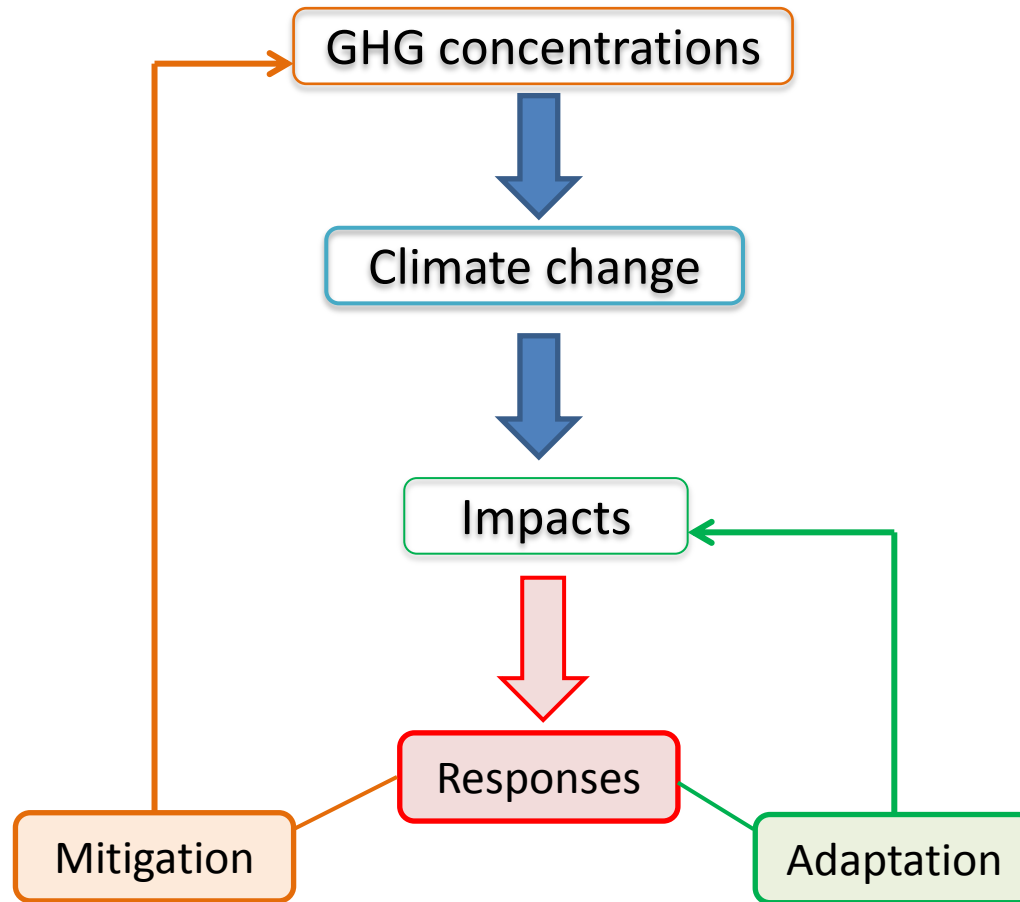 GHG concentrations
Climate change
Impacts
Responses
Mitigation
Adaptation